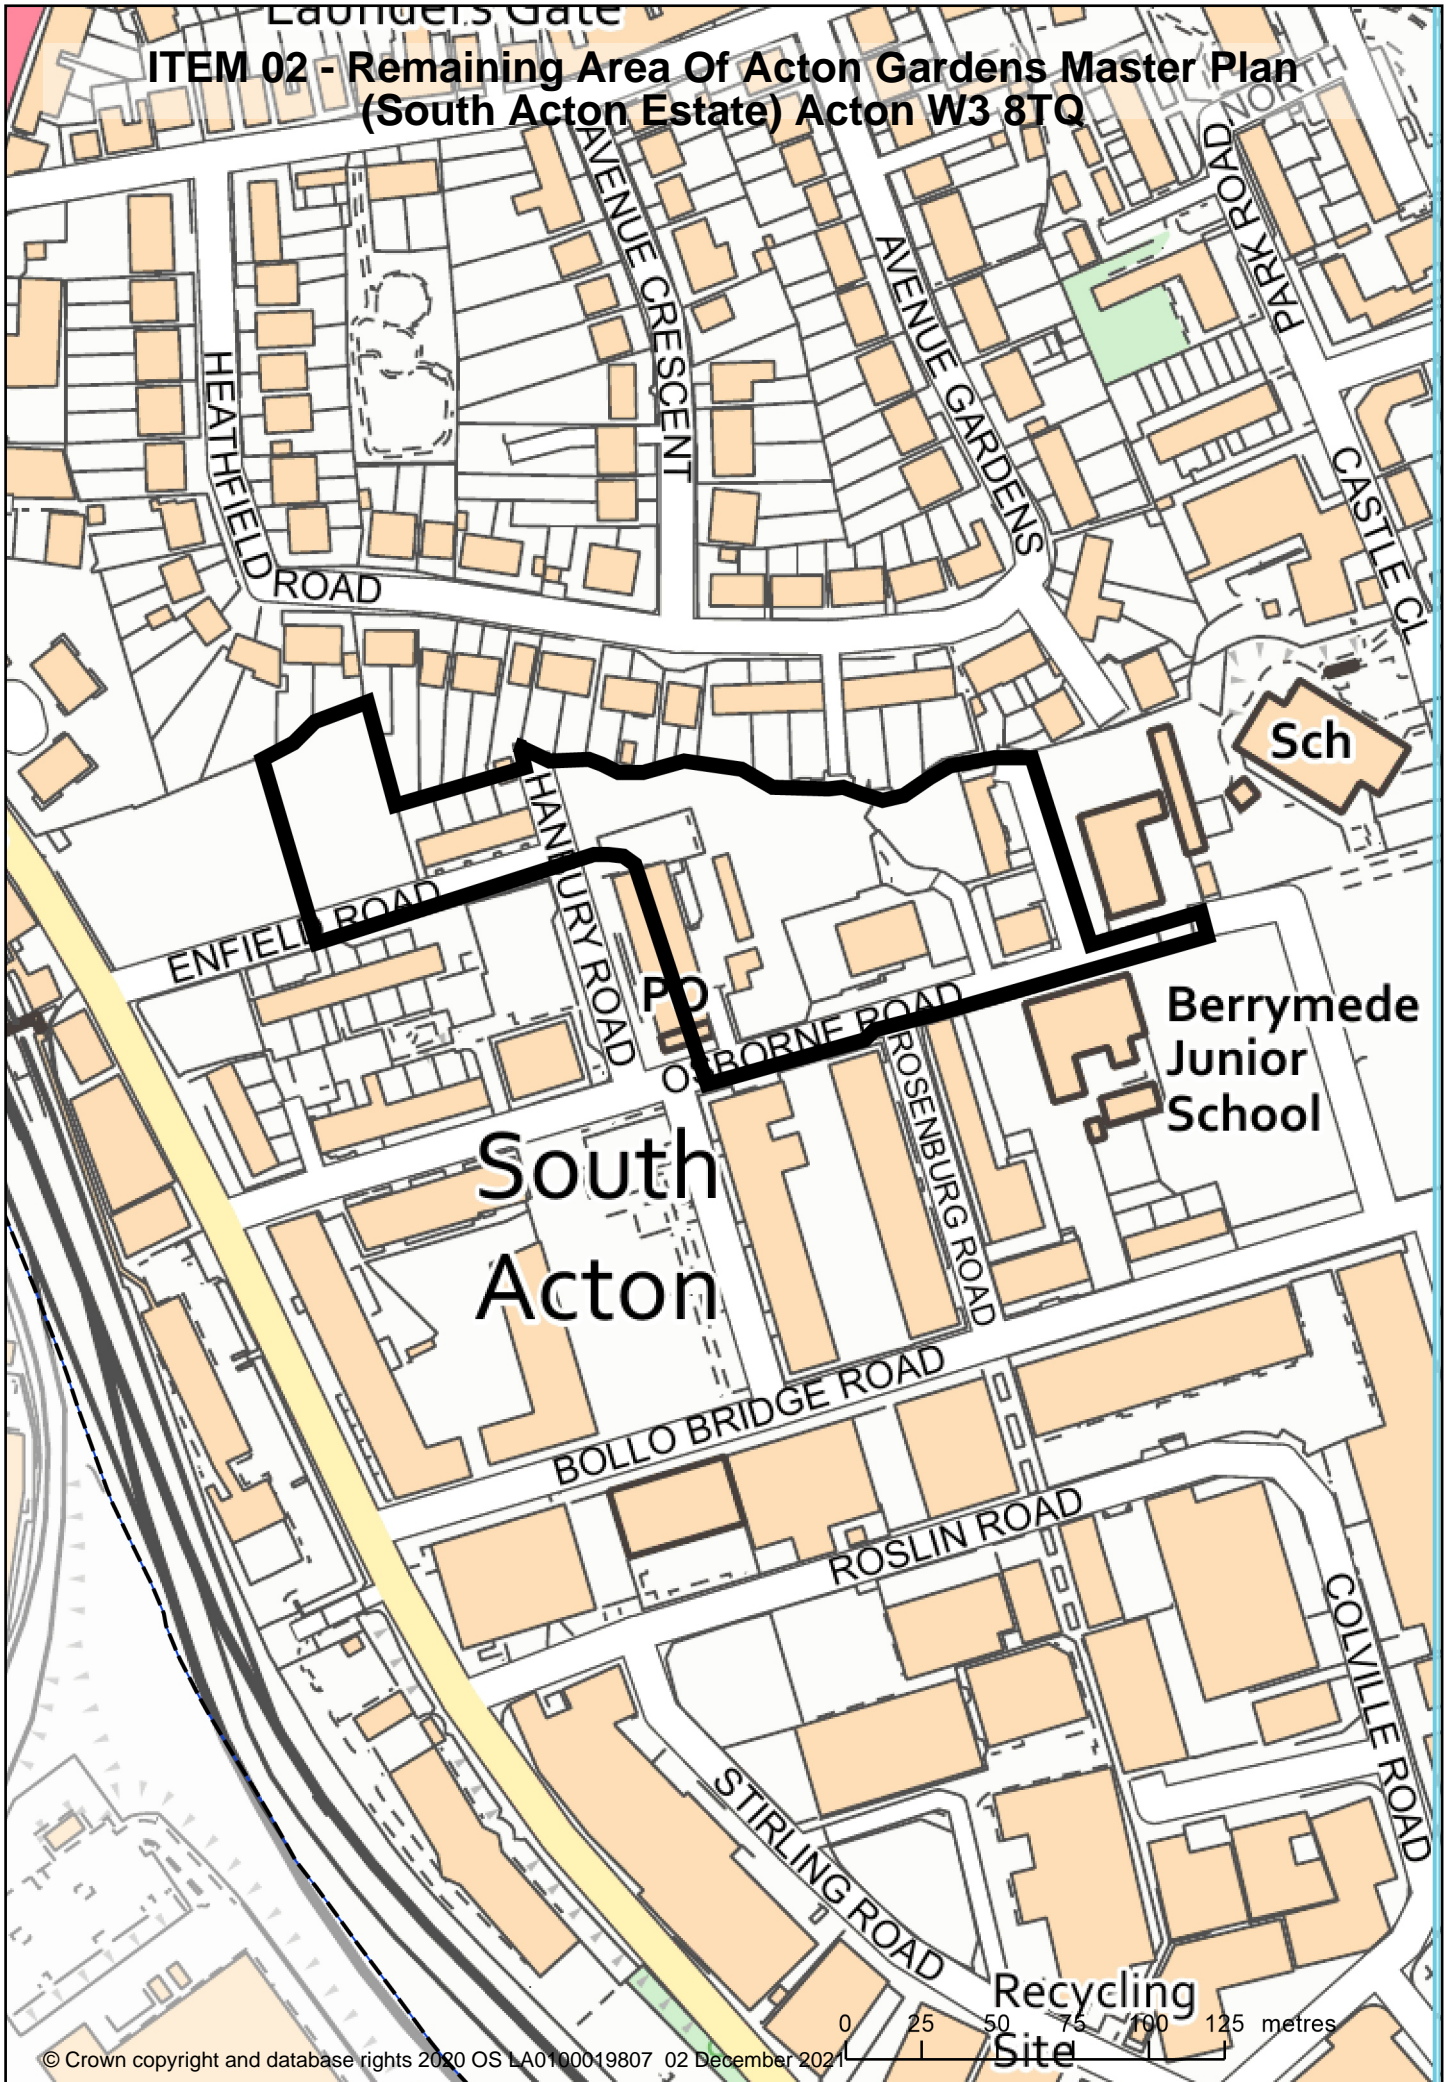 Launders Gate
ITEM 02 - Remaining Area Of Acton Gardens Master Plan
(South Acton Estate) Acton W3 8TQ
NORTH
PARK ROAD
AVENUE CRESCENT
AVENUE GARDENS
HEATHFIELD
ROAD
CASTLE CL
Sch
HANBURY ROAD
ENFIELD ROAD
PO
OSBORNE ROAD
Berrymede
Junior
School
ROSENBURG ROAD
South
Acton
BOLLO BRIDGE ROAD
ROSLIN ROAD
COLVILLE ROAD
STIRLING ROAD
Recycling
Site
0 25 50 75 100 125 metres
© Crown copyright and database rights 2020 OS LA0100019807 02 December 2021